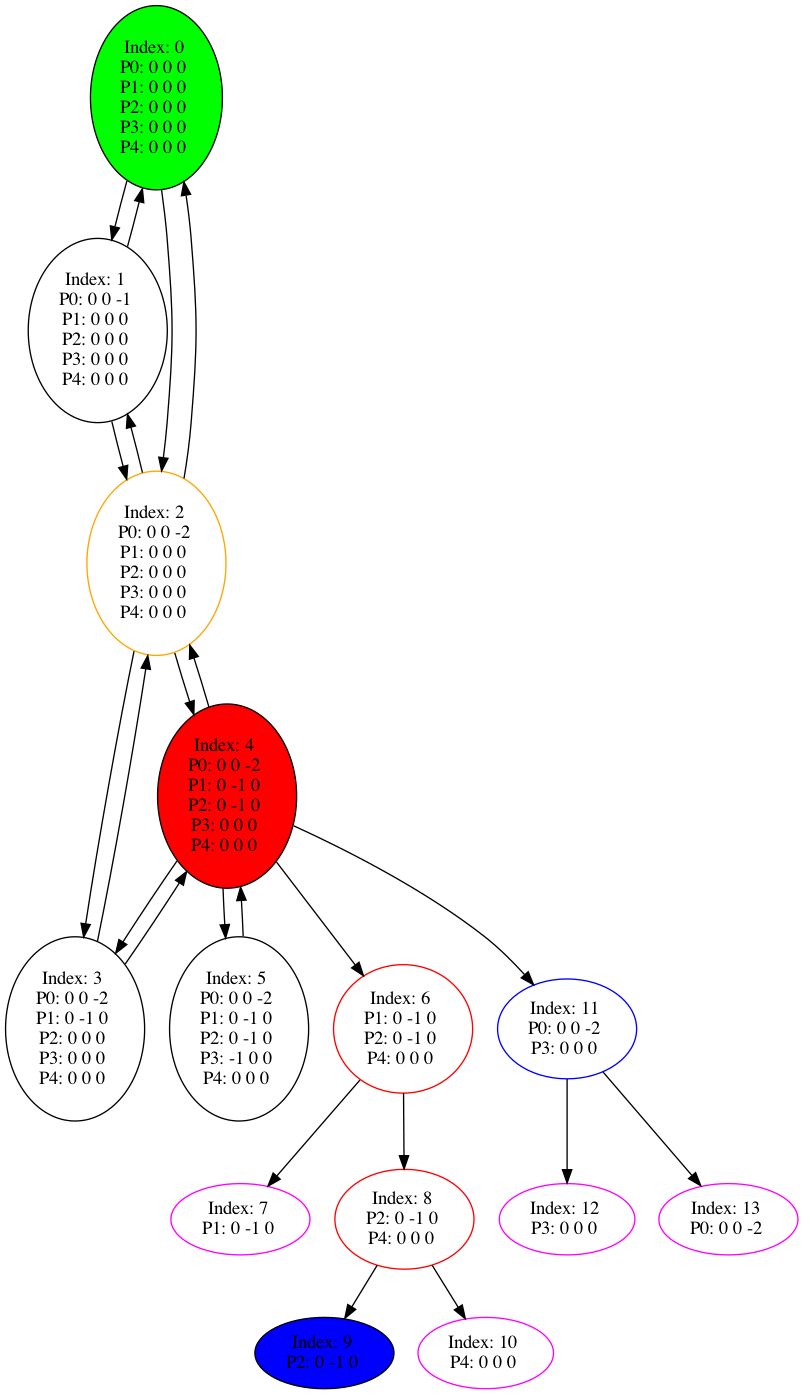 Index: 0
P0: 0 0 0
P1: 0 0 0
P2: 0 0 0
P3: 0 0 0
P4: 0 0 0
Index: 1
P0: 0 0 -1
P1: 0 0 0
P2: 0 0 0
P3: 0 0 0
P4: 0 0 0
Index: 2
P0: 0 0 -2
P1: 0 0 0
P2: 0 0 0
P3: 0 0 0
P4: 0 0 0
Index: 4
P0: 0 0 -2
P1: 0 -1 0
P2: 0 -1 0
P3: 0 0 0
P4: 0 0 0
Index: 3
P0: 0 0 -2
P1: 0 -1 0
P2: 0 0 0
P3: 0 0 0
P4: 0 0 0
Index: 5
P0: 0 0 -2
P1: 0 -1 0
P2: 0 -1 0
P3: -1 0 0
P4: 0 0 0
Index: 6
P1: 0 -1 0
P2: 0 -1 0
P4: 0 0 0
Index: 11
P0: 0 0 -2
P3: 0 0 0
Index: 7
P1: 0 -1 0
Index: 8
P2: 0 -1 0
P4: 0 0 0
Index: 12
P3: 0 0 0
Index: 13
P0: 0 0 -2
Index: 9
P2: 0 -1 0
Index: 10
P4: 0 0 0